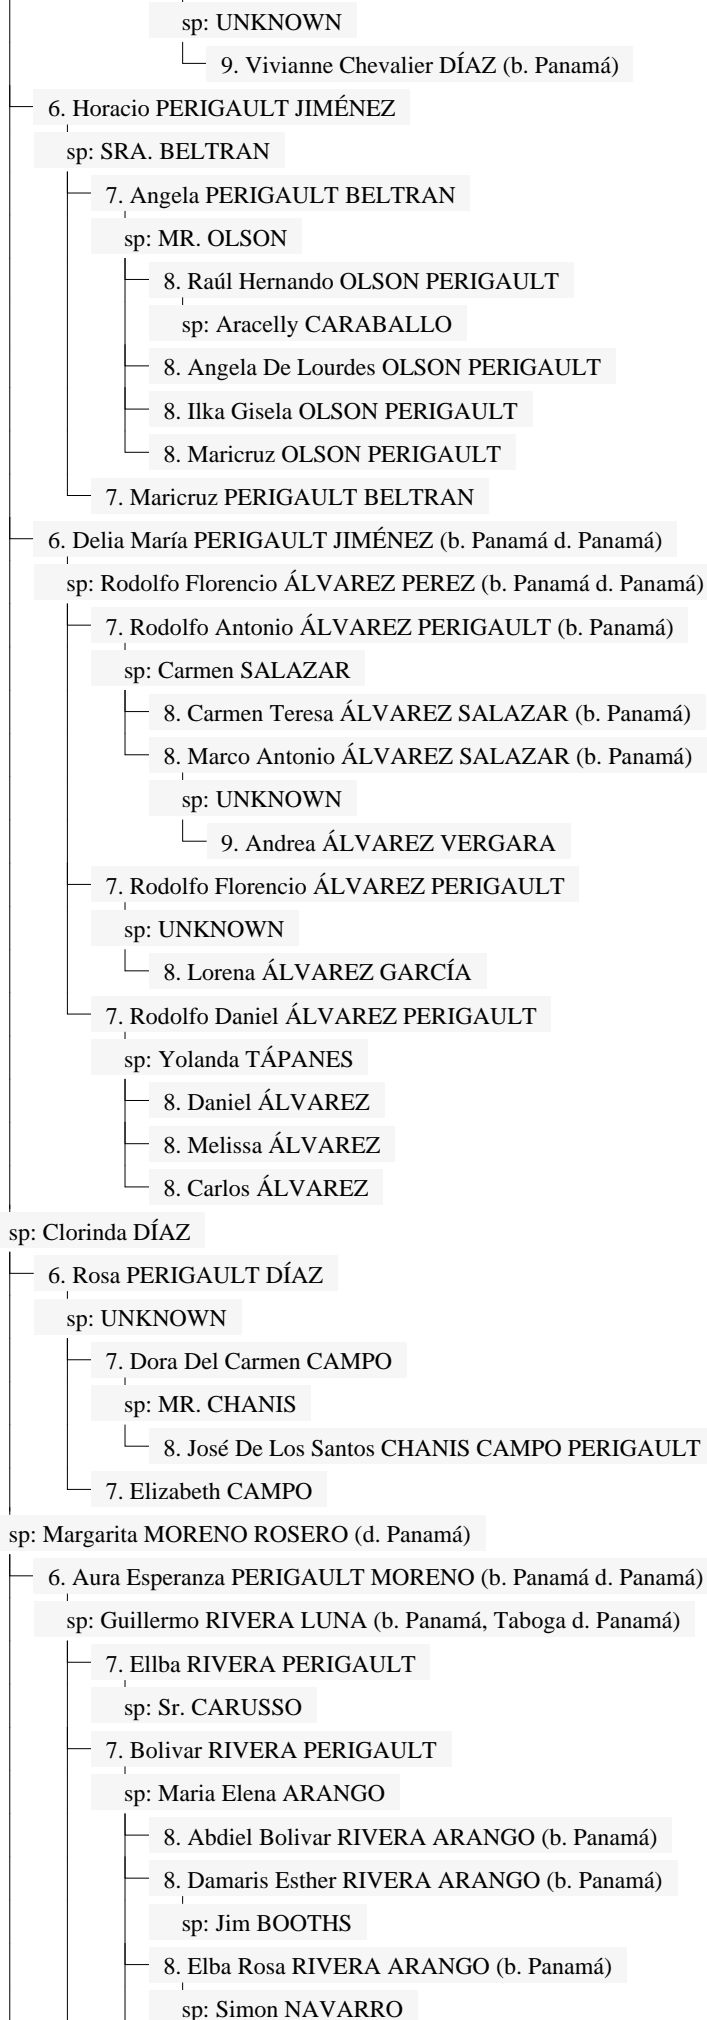 sp: UNKNOWN
9. Vivianne Chevalier DÍAZ (b. Panamá)
6. Horacio PERIGAULT JIMÉNEZ
sp: SRA. BELTRAN
7. Angela PERIGAULT BELTRAN
sp: MR. OLSON
8. Raúl Hernando OLSON PERIGAULT
sp: Aracelly CARABALLO
8. Angela De Lourdes OLSON PERIGAULT
8. Ilka Gisela OLSON PERIGAULT
8. Maricruz OLSON PERIGAULT
7. Maricruz PERIGAULT BELTRAN
6. Delia María PERIGAULT JIMÉNEZ (b. Panamá d. Panamá)
sp: Rodolfo Florencio ÁLVAREZ PEREZ (b. Panamá d. Panamá)
7. Rodolfo Antonio ÁLVAREZ PERIGAULT (b. Panamá)
sp: Carmen SALAZAR
8. Carmen Teresa ÁLVAREZ SALAZAR (b. Panamá)
8. Marco Antonio ÁLVAREZ SALAZAR (b. Panamá)
sp: UNKNOWN
9. Andrea ÁLVAREZ VERGARA
7. Rodolfo Florencio ÁLVAREZ PERIGAULT
sp: UNKNOWN
8. Lorena ÁLVAREZ GARCÍA
7. Rodolfo Daniel ÁLVAREZ PERIGAULT
sp: Yolanda TÁPANES
8. Daniel ÁLVAREZ
8. Melissa ÁLVAREZ
8. Carlos ÁLVAREZ
sp: Clorinda DÍAZ
6. Rosa PERIGAULT DÍAZ
sp: UNKNOWN
7. Dora Del Carmen CAMPO
sp: MR. CHANIS
8. José De Los Santos CHANIS CAMPO PERIGAULT
7. Elizabeth CAMPO
sp: Margarita MORENO ROSERO (d. Panamá)
6. Aura Esperanza PERIGAULT MORENO (b. Panamá d. Panamá)
sp: Guillermo RIVERA LUNA (b. Panamá, Taboga d. Panamá)
7. Ellba RIVERA PERIGAULT
sp: Sr. CARUSSO
7. Bolivar RIVERA PERIGAULT
sp: Maria Elena ARANGO
8. Abdiel Bolivar RIVERA ARANGO (b. Panamá)
8. Damaris Esther RIVERA ARANGO (b. Panamá)
sp: Jim BOOTHS
8. Elba Rosa RIVERA ARANGO (b. Panamá)
sp: Simon NAVARRO